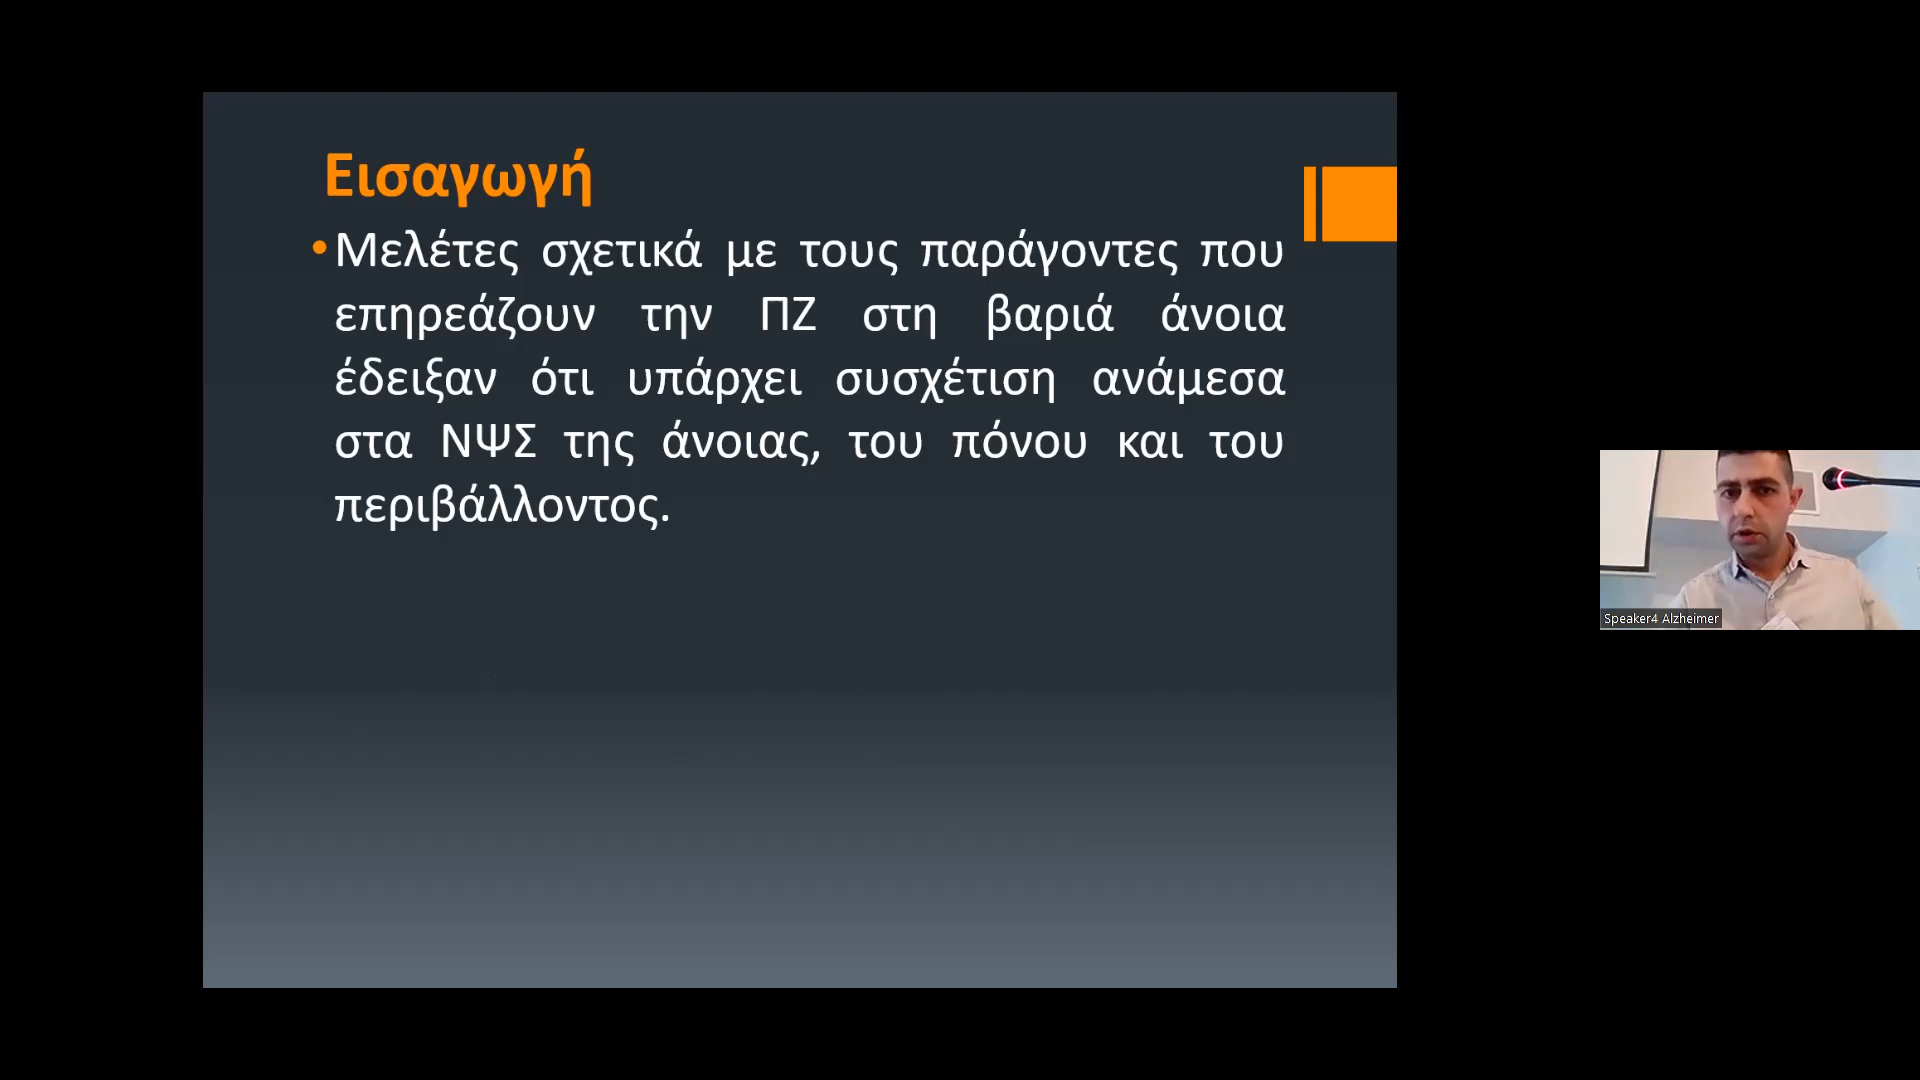 Εισαγωγή
•Μελέτες σχετικά με τους παράγοντες που
επηρεάζουν την ΠΖ στη βαριά άνοια
έδειξαν ότι υπάρχει συσχέτιση ανάμεσα
στα ΝΨΣ της άνοιας, του πόνου και του
περιβάλλοντος.
Speaker4 Alzheimer